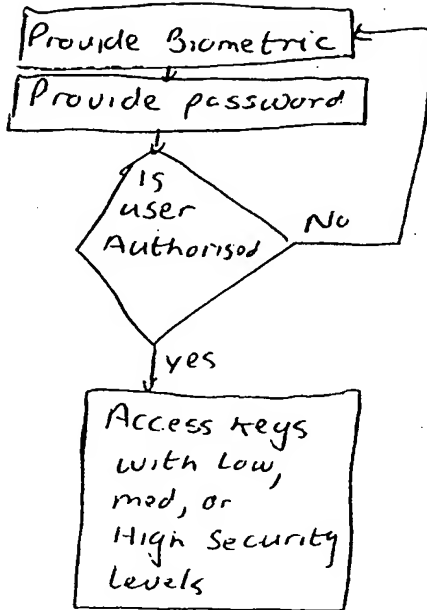 Provide Biometric
Provide password
Is
user
Authorised
No
yes
Access keys
with Low,
med, or
High Security
Levels